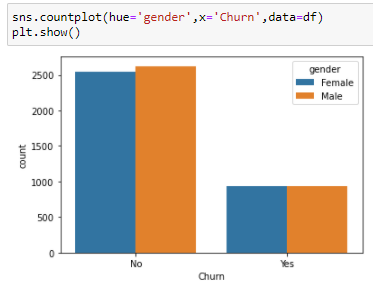 sns.countplot(hue='gender',x='Churn',data=df)
plt.show()
gender
Female
Male
2500
2000
1500
1000
500
0
count
No
Yes
Churn